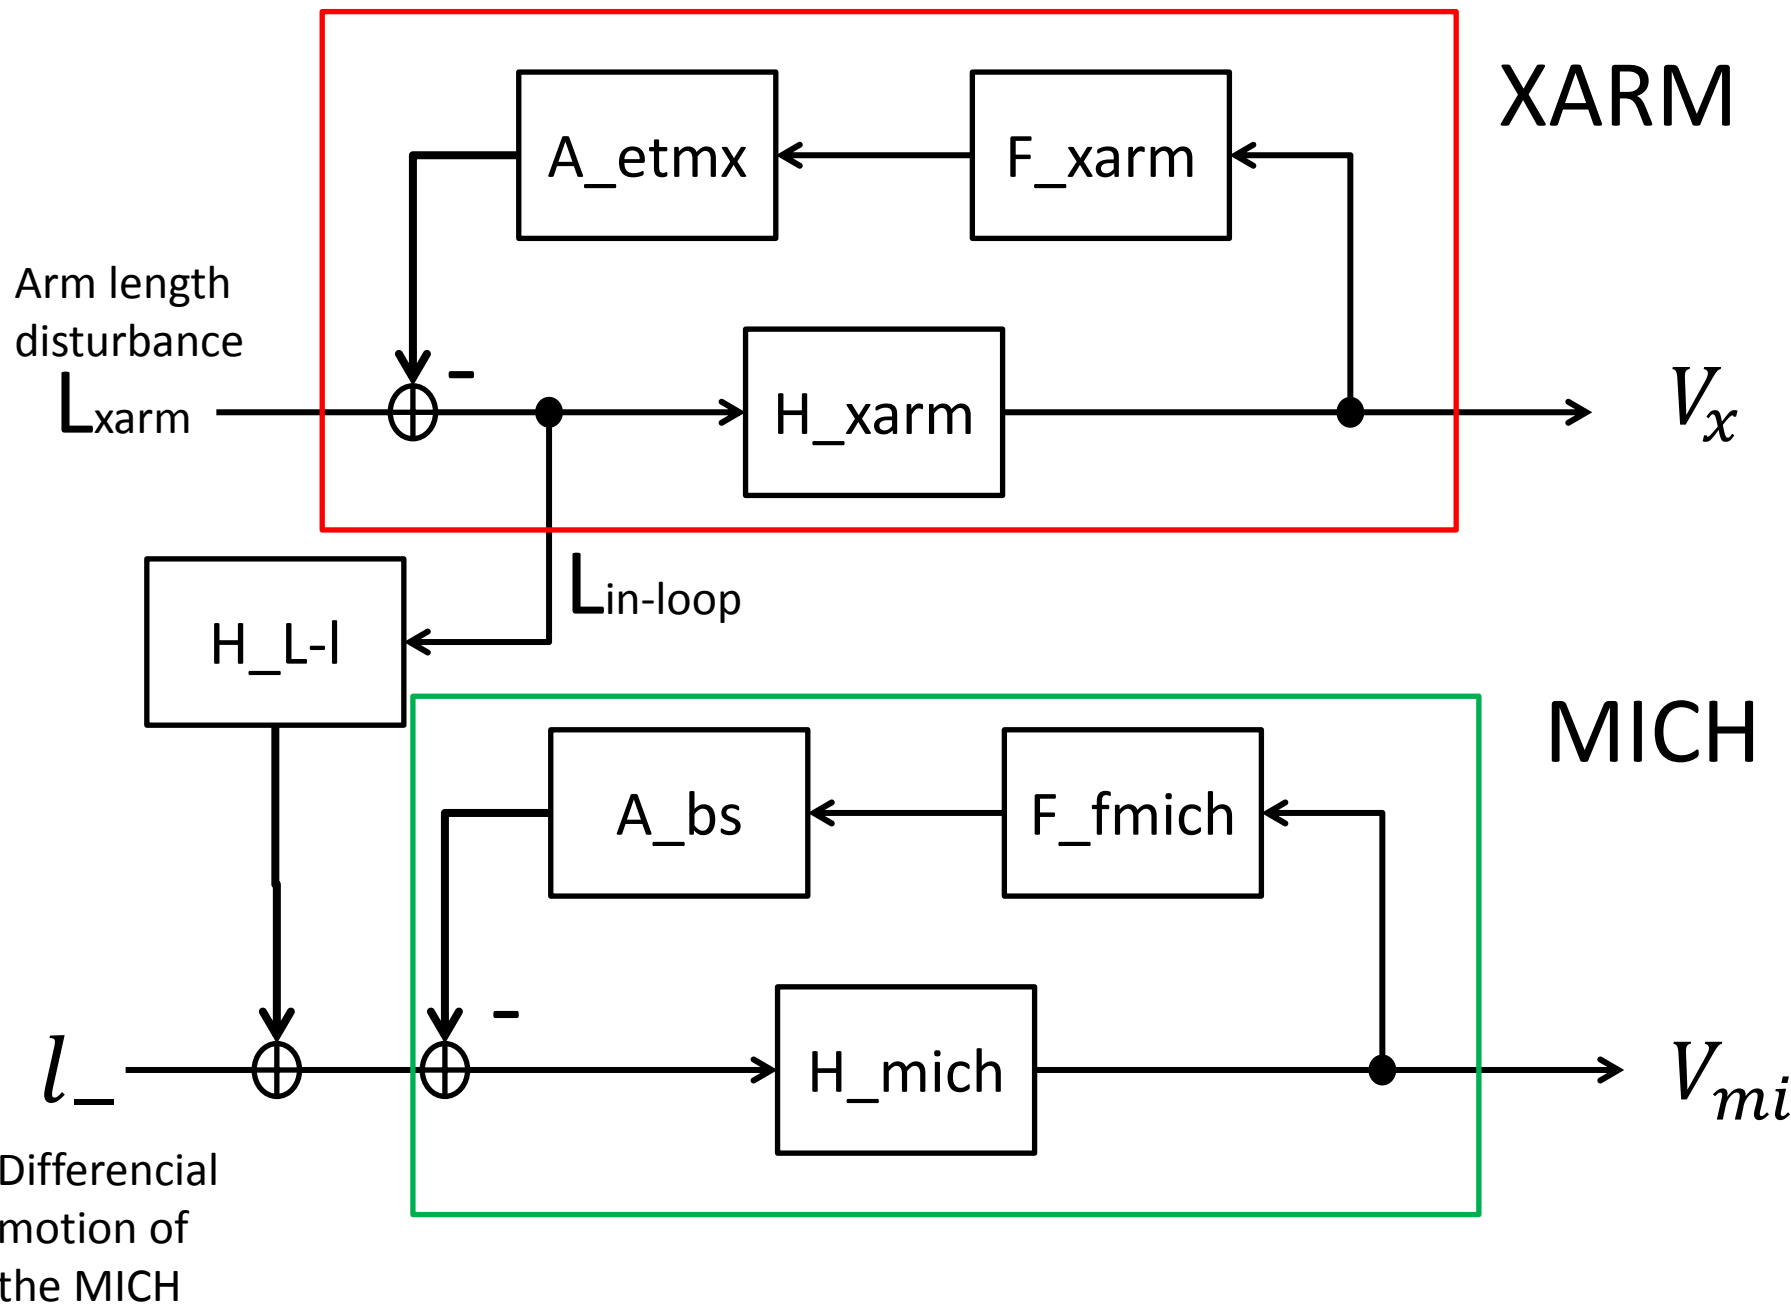 XARM
A_etmx
F_xarm
Arm length
disturbance
Lxarm
-
H_xarm
Vx
Lin-loop
H_L-l
MICH
A_bs
F_fmich
-
l_
H_mich
Vmi
Differencial
motion of
the MICH